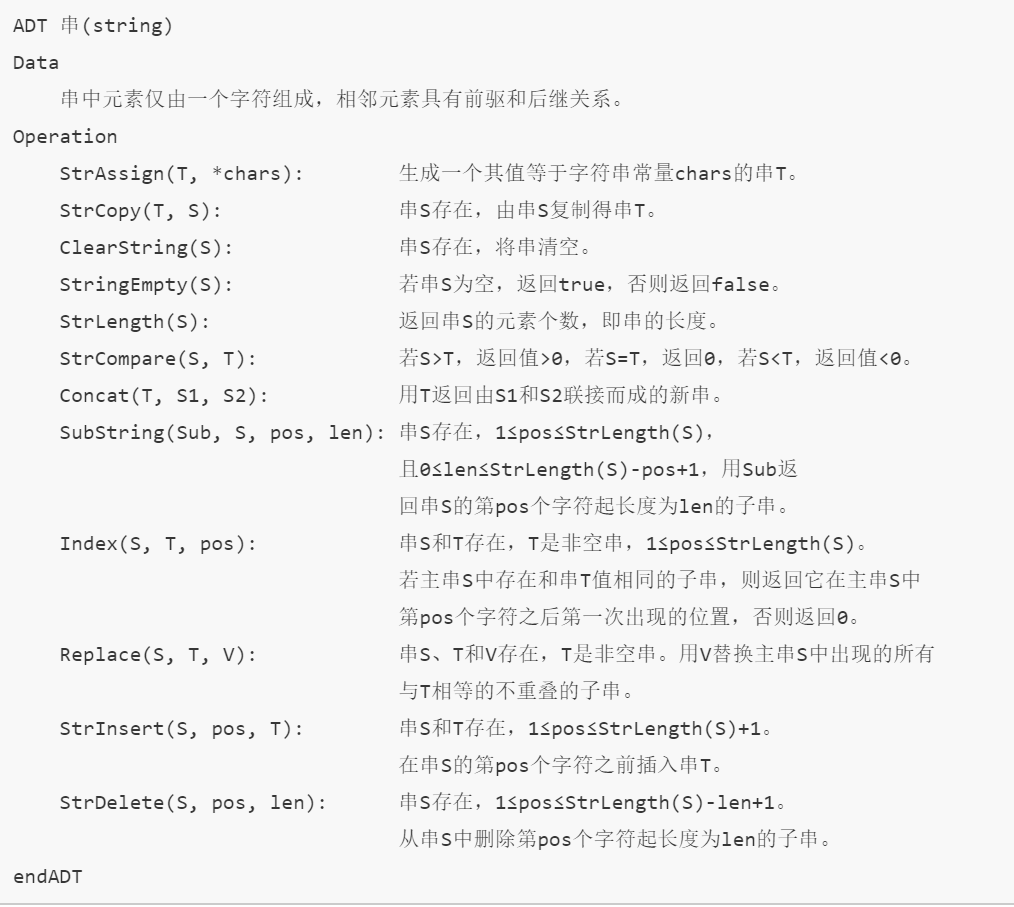 ADT 串(string)
Data
串中元素仅由一个字符组成，相邻元素具有前驱和后继关系。
Operation
StrAssign(T, *chars): 生成一个其值等于字符串常量chars的串T。
StrCopy(T, S): 串S存在，由串S复制得串T。
ClearString(S): 串S存在，将串清空。
StringEmpty(S): 若串S为空，返回true，否则返回false。
StrLength(S): 返回串S的元素个数，即串的长度。
StrCompare(S, T): 若S>T，返回值>0，若S=T，返回0，若S<T，返回值<0。
Concat(T, S1, S2): 用T返回由S1和S2联接而成的新串。
SubString(Sub, S, pos, len): 串S存在，1≤pos≤StrLength(S)，
且0≤len≤StrLength(S)-pos+1，用Sub返
回串S的第pos个字符起长度为len的子串。
Index(S, T, pos): 串S和T存在，T是非空串，1≤pos≤StrLength(S)。
若主串S中存在和串T值相同的子串，则返回它在主串S中
第pos个字符之后第一次出现的位置，否则返回0。
Replace(S, T, V): 串S、T和V存在，T是非空串。用V替换主串S中出现的所有
与T相等的不重叠的子串。
StrInsert(S, pos, T): 串S和T存在，1≤pos≤StrLength(S)+1。
在串S的第pos个字符之前插入串T。
StrDelete(S, pos, len): 串S存在，1≤pos≤StrLength(S)-len+1。
从串S中删除第pos个字符起长度为len的子串。
endADT